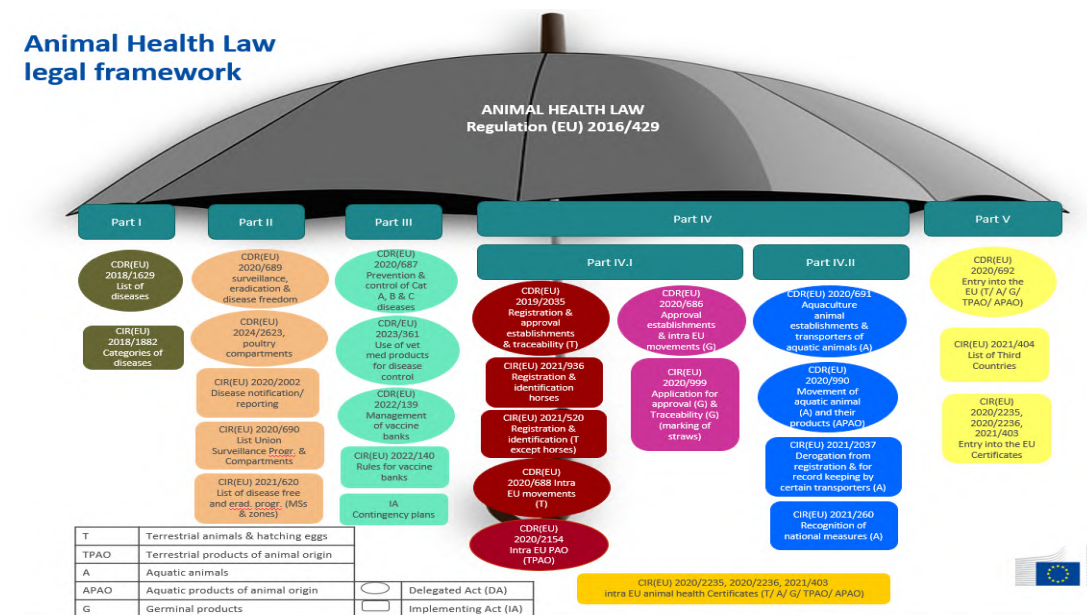 Animal Health Law
legal framework
ANIMAL HEALTH LAW
Regulation (EU) 2016/429
Part I
Part II
Part III
Part IV
Part V
Part IV.I
Part IV.II
CDR(EU)
2018/1629
List of
diseases
CIR(EU)
2018/1882
Categories of
diseases
CDR(EU)
2020/689
surveillance,
eradication &
disease freedom
CDR(EU)
2024/2623,
poultry
compartments
CIR(EU) 2020/2002
Disease notification/
reporting
CIR(EU) 2020/690
List Union
Surveillance Progr. &
Compartments
CIR(EU) 2021/620
List of disease free
and erad. progr. (MSs
& zones)
CDR(EU)
2020/687
Prevention &
control of Cat
A, B & C
diseases
CDR/EU)
2023/361
Use of vet
med products
for disease
control
CDR(EU)
2022/139
Management
of vaccine
banks
CIR(EU) 2022/140
Rules for vaccine
banks
IA
Contingency plans
CDR(EU)
2019/2035
Registration &
approval
establishments
& traceability (T)
CIR(EU) 2021/936
Registration &
identification
horses
CIR(EU) 2021/520
Registration &
identification (T
except horses)
CDR(EU)
2020/688 Intra
EU movements
(T)
CDR(EU)
2020/2154
Intra EU PAO
(TPAO)
CDR(EU)
2020/686
Approval
establishments
& intra EU
movements (G)
CIR(EU)
2020/999
Application for
approval (G) &
Traceability (G)
(marking of
straws)
CDR(EU) 2020/691
Aquaculture
animal
establishments &
transporters of
aquatic animals (A)
CDR(EU)
2020/990
Movement of
aquatic animal
(A) and their
products (APAO)
CIR(EU) 2021/2037
Derogation from
registration & for
record keeping by
certain transporters (A)
CIR(EU) 2021/260
Recognition of
national measures (A)
CDR(EU)
2020/692
Entry into the
EU (T/ A/ G/
TPAO/ APAO)
CIR(EU) 2021/404
List of Third
Countries
CIR(EU)
2020/2235,
2020/2236,
2021/403
Entry into the EU
Certificates
CIR(EU) 2020/2235, 2020/2236, 2021/403
intra EU animal health Certificates (T/ A/ G/ TPAO/ APAO)
T Terrestrial animals & hatching eggs
TPAO Terrestrial products of animal origin
A Aquatic animals
APAO Aquatic products of animal origin Delegated Act (DA)
G Germinal products Implementing Act (IA)